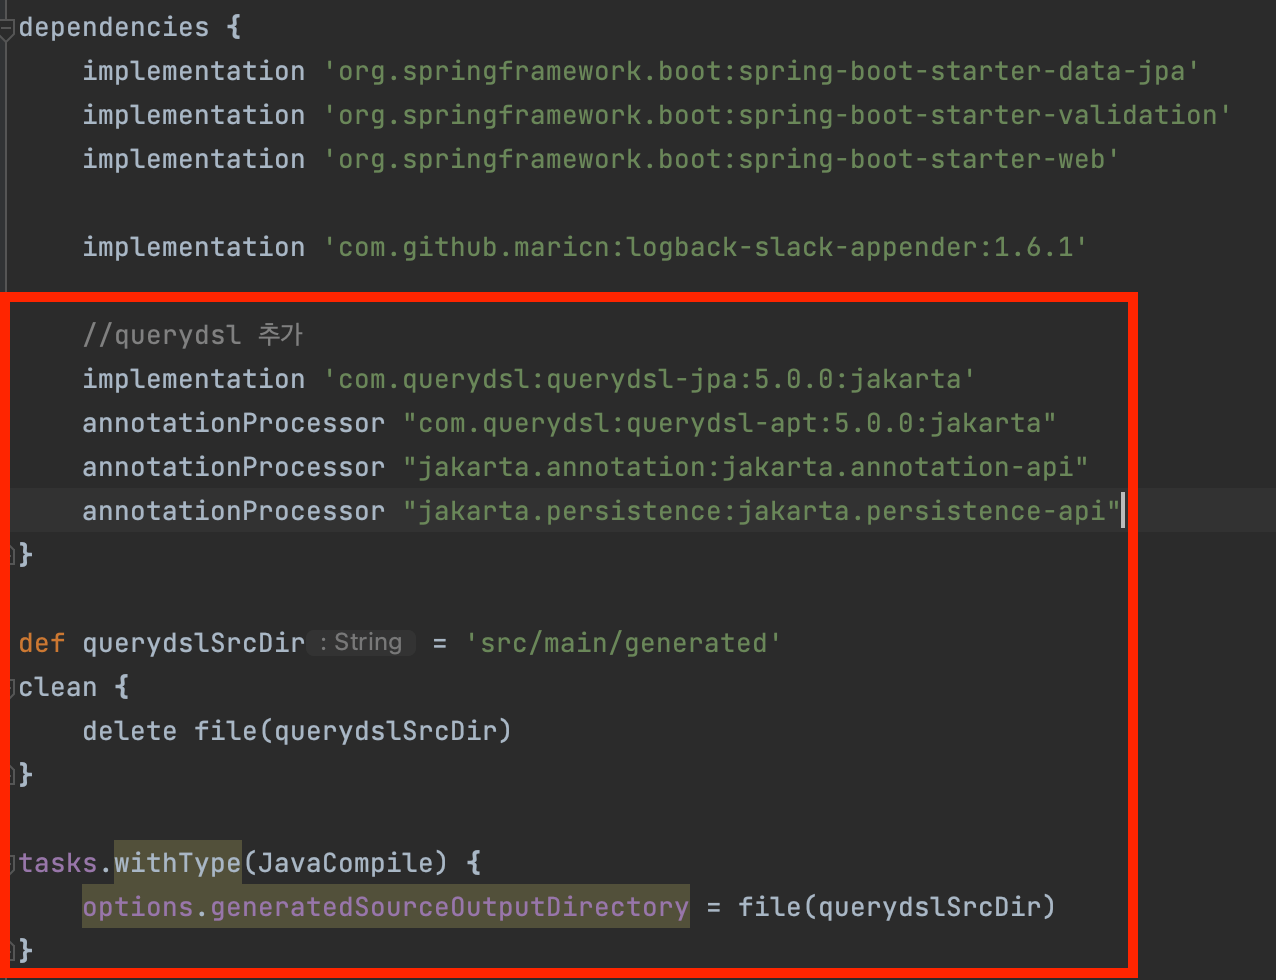 dependencies {
    implementation 'org.springframework.boot:spring-boot-starter-data-jpa'
    implementation 'org.springframework.boot:spring-boot-starter-validation'
    implementation 'org.springframework.boot:spring-boot-starter-web'
    implementation 'com.github.maricn:logback-slack-appender:1.6.1'
    //querydsl 추가
    implementation 'com.querydsl:querydsl-jpa:5.0.0:jakarta'
    annotationProcessor "com.querydsl:querydsl-apt:5.0.0:jakarta"
    annotationProcessor "jakarta.annotation:jakarta.annotation-api"
    annotationProcessor "jakarta.persistence:jakarta.persistence-api"
}
def querydslSrcDir : String = 'src/main/generated'
clean {
    delete file(querydslSrcDir)
}
tasks.withType(JavaCompile) {
    options.generatedSourceOutputDirectory = file(querydslSrcDir)
}